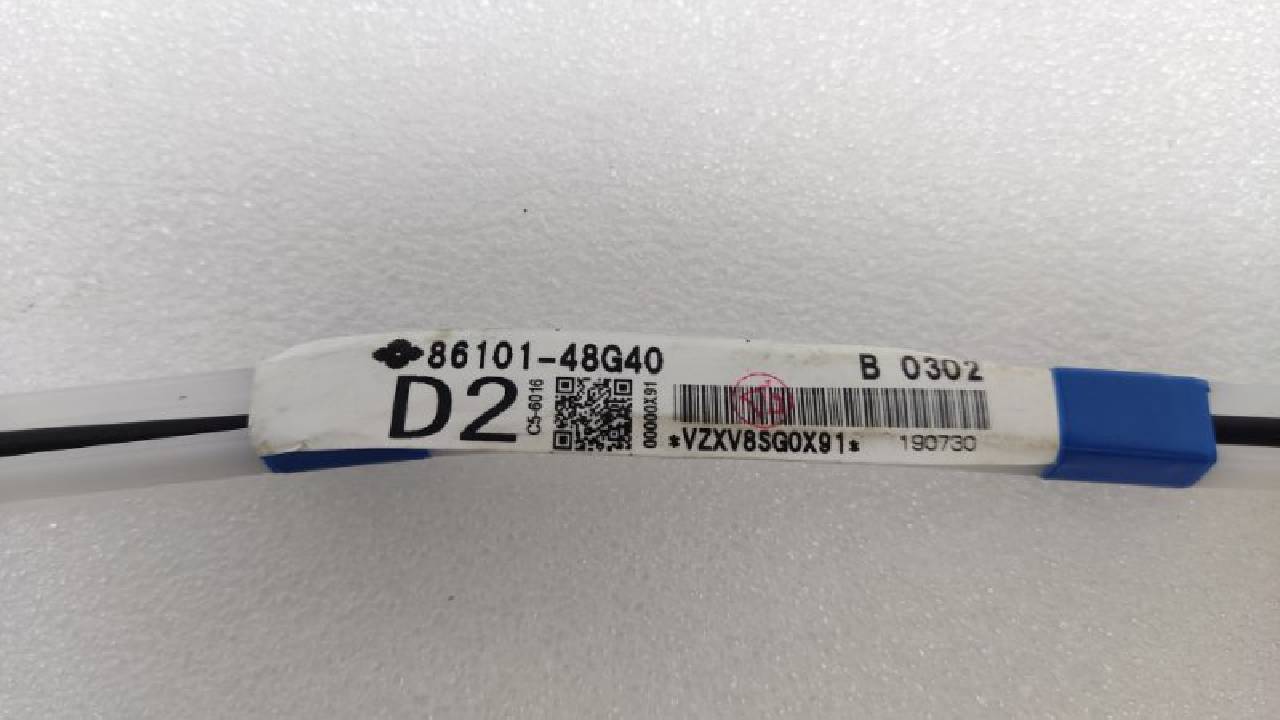 86101-48G40
B 0302
D2
C5-6016
00000X91
*VZXV8SG0X91*
190730